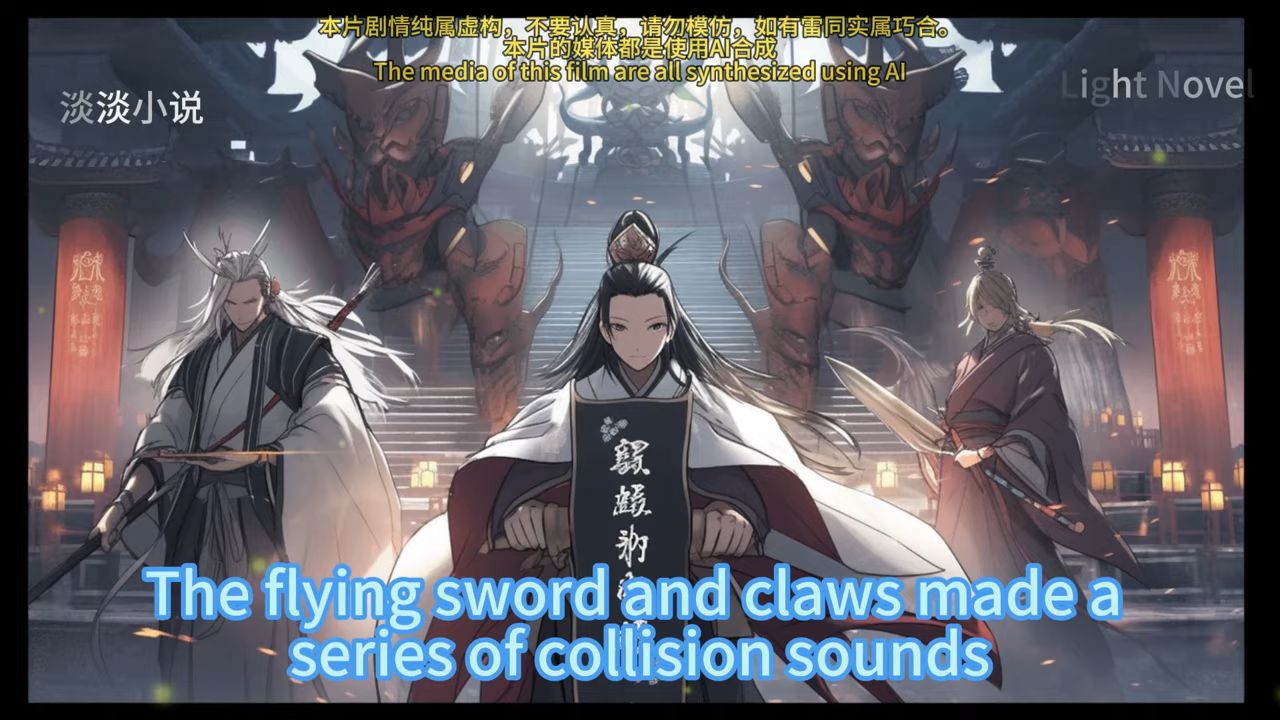 本片剧情纯属虚构，不要认真，请勿模仿，如有雷同实属巧合。
本片的媒体都是使用AI合成
The media of this film are all synthesized using AI
Light Novel
淡淡小说
The flying sword and claws made a
series of collision sounds